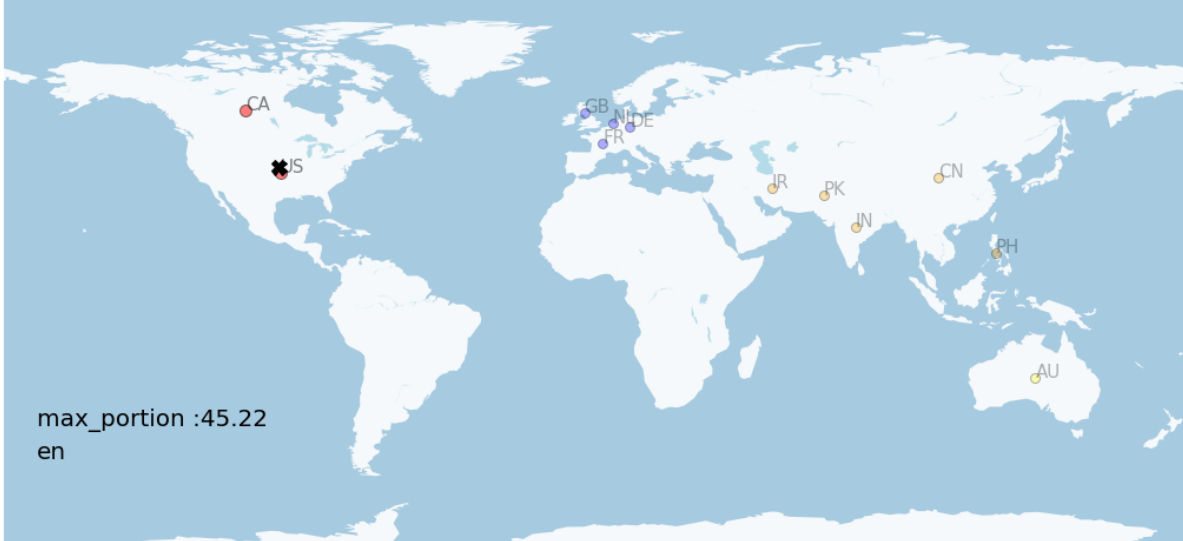 CA
GB
NL
DE
FR
US
IR
PK
CN
IN
PH
AU
max_portion :45.22
en